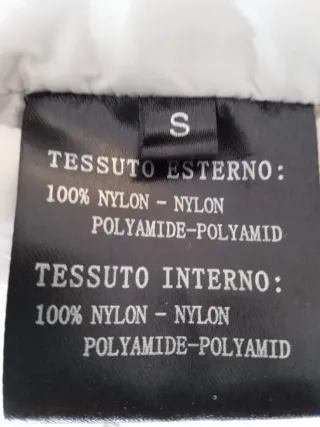 S
TESSUTO ESTERNO:
100% NYLON - NYLON
POLYAMIDE-POLYAMID
TESSUTO INTERNO:
100% NYLON - NYLON
POLYAMIDE-POLYAMID